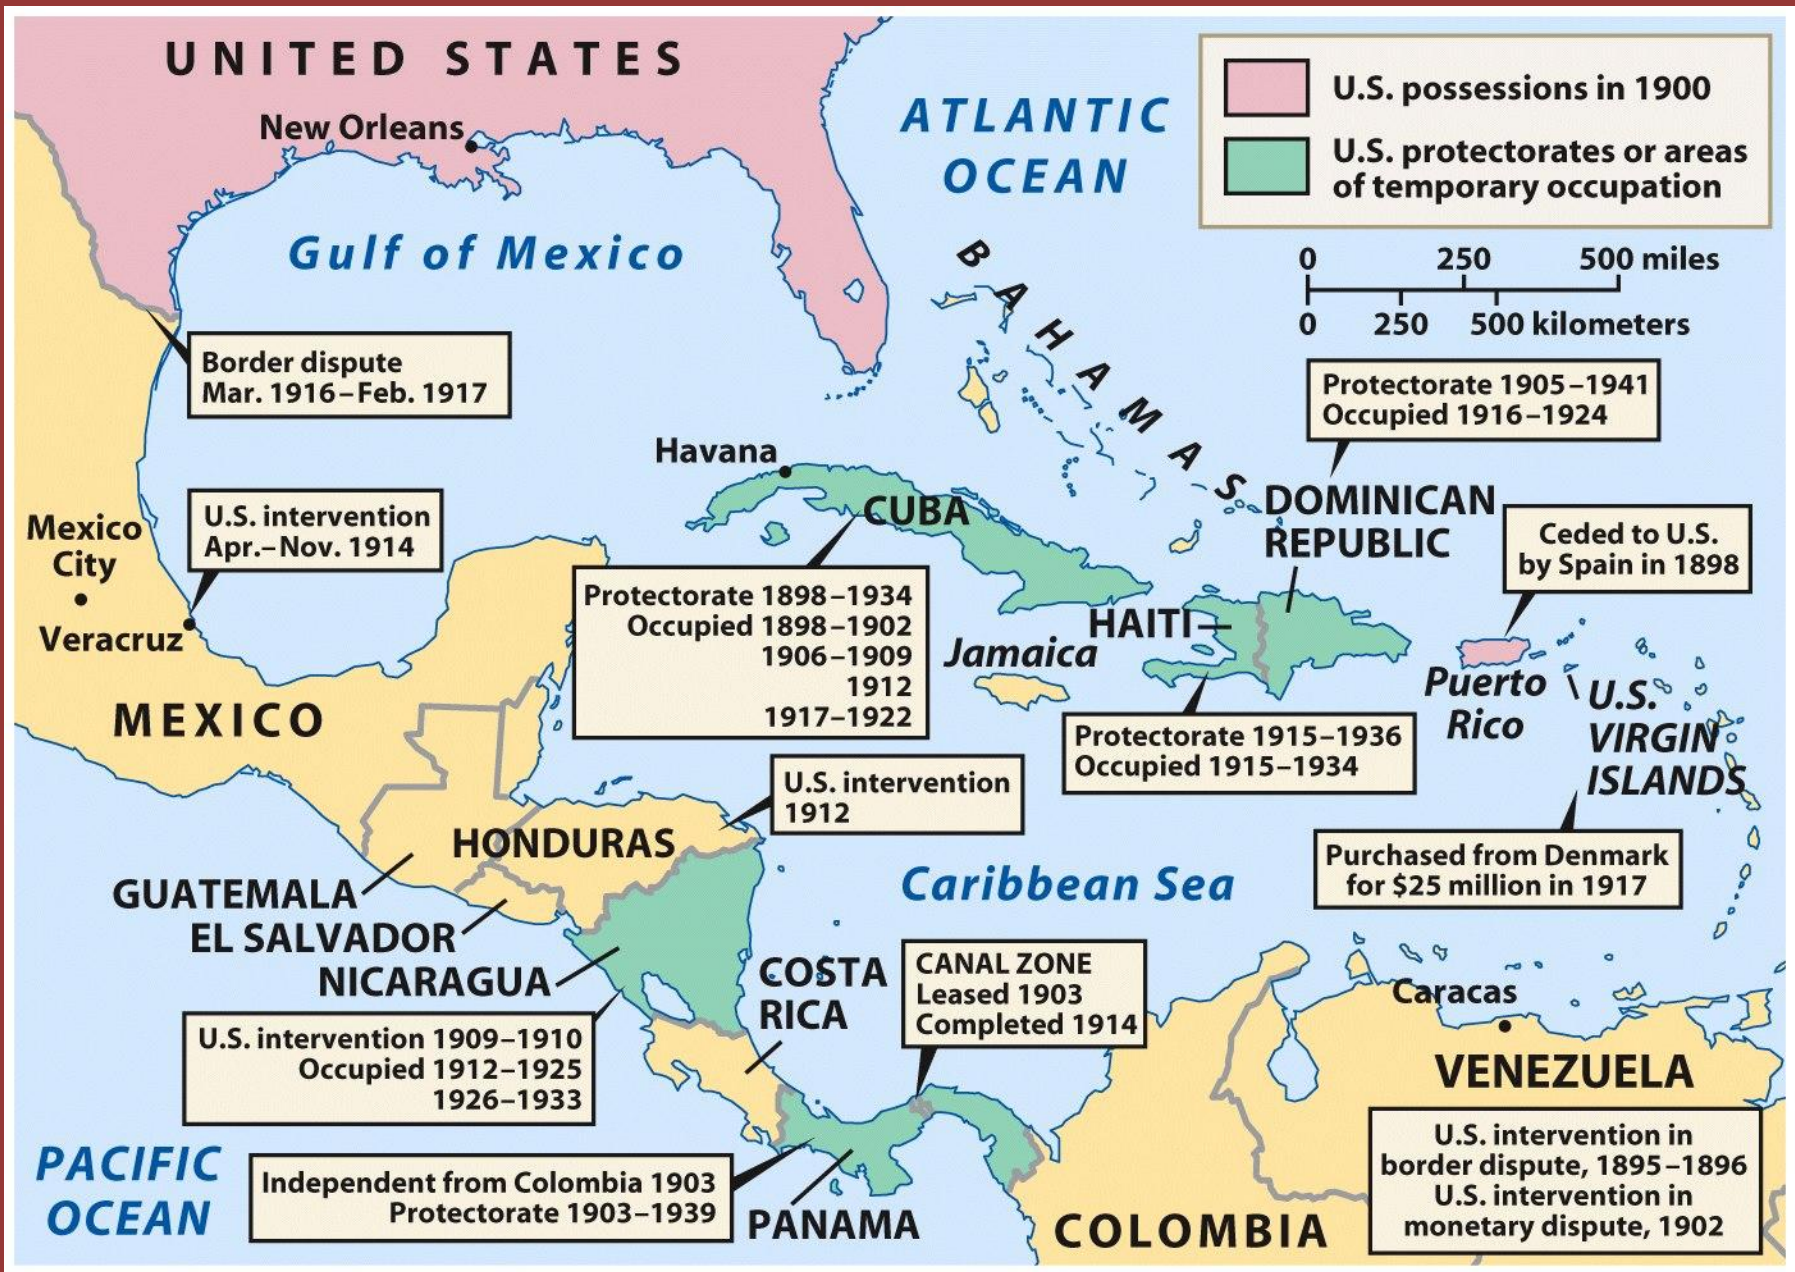 UNITED STATES
New Orleans
ATLANTIC
OCEAN
U.S. possessions in 1900
U.S. protectorates or areas
of temporary occupation
0 250 500 miles
0 250 500 kilometers
Gulf of Mexico
BAHAMAS
Border dispute
Mar. 1916–Feb. 1917
Protectorate 1905–1941
Occupied 1916–1924
Havana
CUBA
DOMINICAN
REPUBLIC
U.S. intervention
Apr.–Nov. 1914
Mexico
City
Veracruz
Ceded to U.S.
by Spain in 1898
Protectorate 1898–1934
Occupied 1898–1902
1906–1909
1912
1917–1922
HAITI
Jamaica
Puerto
Rico
U.S.
VIRGIN
ISLANDS
MEXICO
Protectorate 1915–1936
Occupied 1915–1934
U.S. intervention
1912
HONDURAS
Purchased from Denmark
for $25 million in 1917
Caribbean Sea
GUATEMALA
EL SALVADOR
NICARAGUA
COSTA
RICA
CANAL ZONE
Leased 1903
Completed 1914
Caracas
U.S. intervention 1909–1910
Occupied 1912–1925
1926–1933
VENEZUELA
U.S. intervention in
border dispute, 1895–1896
U.S. intervention in
monetary dispute, 1902
PACIFIC
OCEAN
Independent from Colombia 1903
Protectorate 1903–1939
PANAMA
COLOMBIA